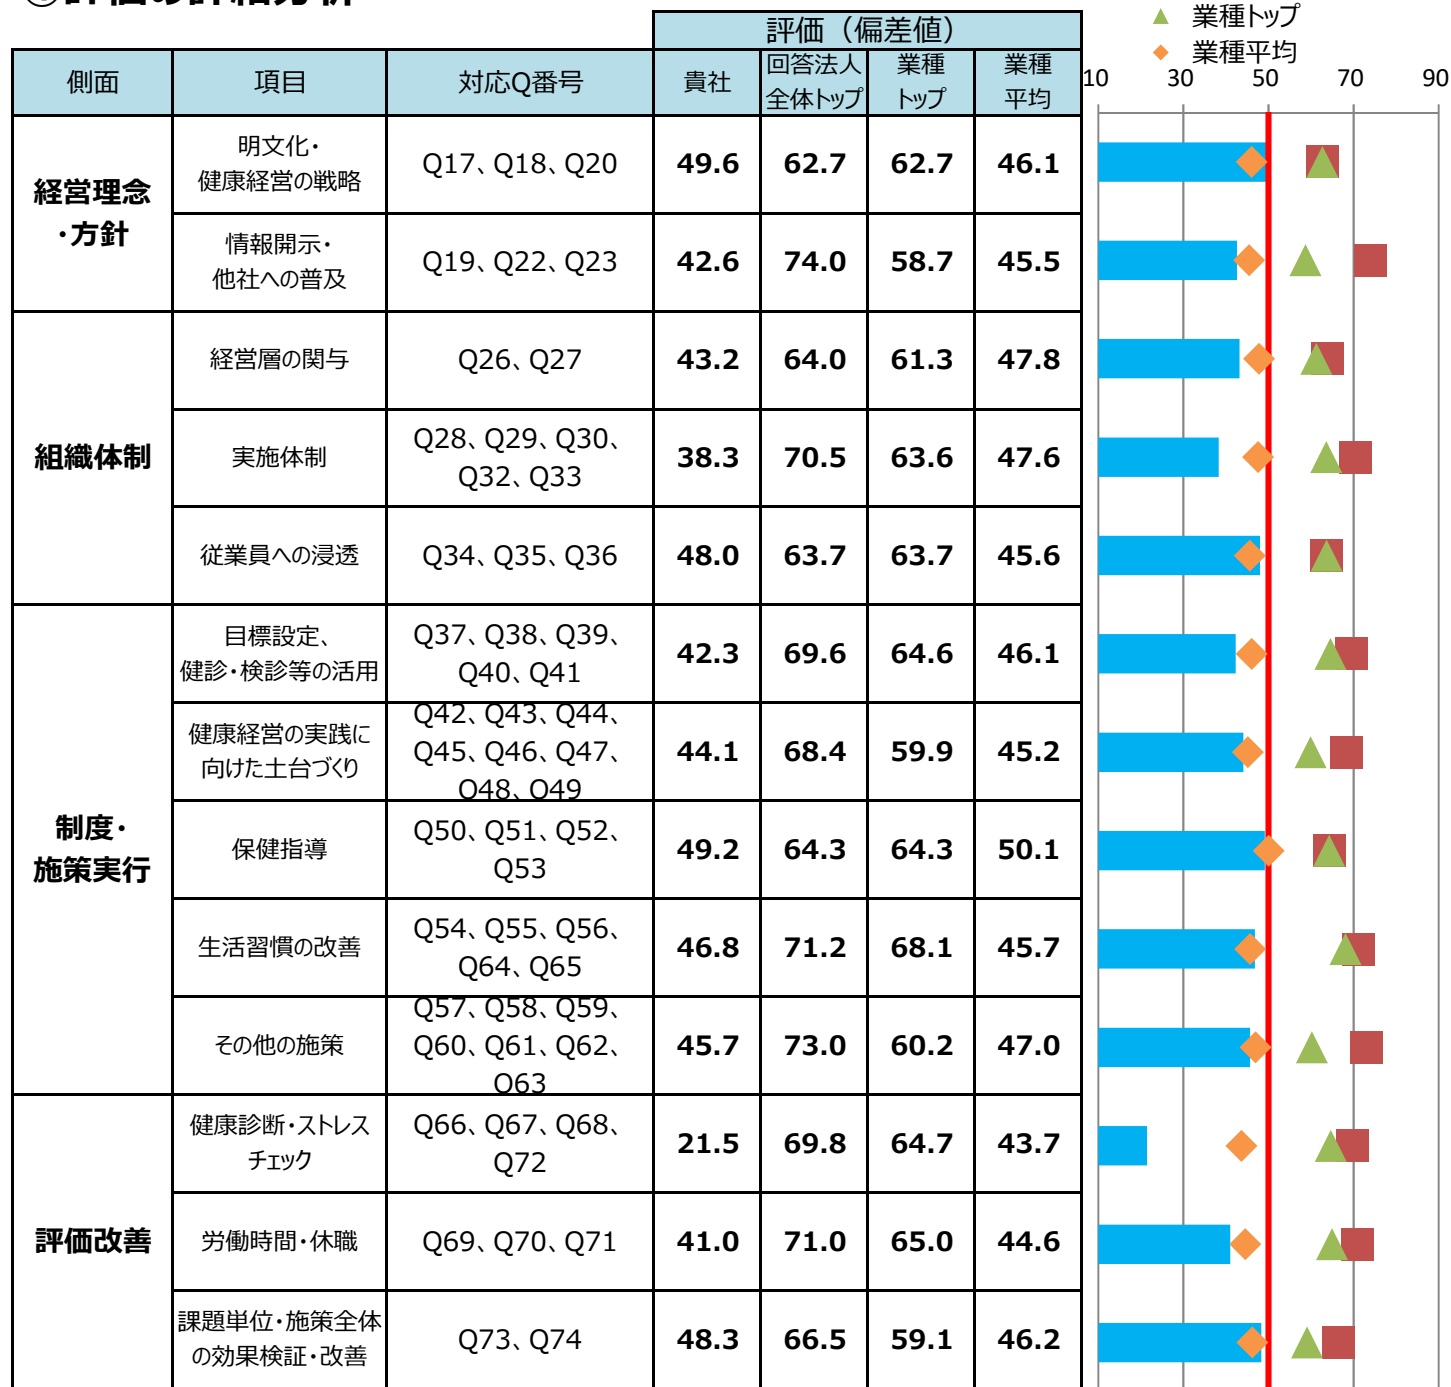 評価の詳細分析
▲ 業種トップ
◆ 業種平均
評価（偏差値）
側面 項目 対応Q番号 貴社 回答法人全体トップ 業種トップ 業種平均
10 30 50 70 90
経営理念・方針
明文化・健康経営の戦略 Q17、Q18、Q20 49.6 62.7 62.7 46.1
情報開示・他社への普及 Q19、Q22、Q23 42.6 74.0 58.7 45.5
組織体制
経営層の関与 Q26、Q27 43.2 64.0 61.3 47.8
実施体制 Q28、Q29、Q30、Q32、Q33 38.3 70.5 63.6 47.6
従業員への浸透 Q34、Q35、Q36 48.0 63.7 63.7 45.6
制度・施策実行
目標設定、健診・検診等の活用 Q37、Q38、Q39、Q40、Q41 42.3 69.6 64.6 46.1
健康経営の実践に向けた土台づくり Q42、Q43、Q44、Q45、Q46、Q47、Q48、Q49 44.1 68.4 59.9 45.2
保健指導 Q50、Q51、Q52、Q53 49.2 64.3 64.3 50.1
生活習慣の改善 Q54、Q55、Q56、Q64、Q65 46.8 71.2 68.1 45.7
その他の施策 Q57、Q58、Q59、Q60、Q61、Q62、Q63 45.7 73.0 60.2 47.0
評価改善
健康診断・ストレスチェック Q66、Q67、Q68、Q72 21.5 69.8 64.7 43.7
労働時間・休職 Q69、Q70、Q71 41.0 71.0 65.0 44.6
課題単位・施策全体の効果検証・改善 Q73、Q74 48.3 66.5 59.1 46.2